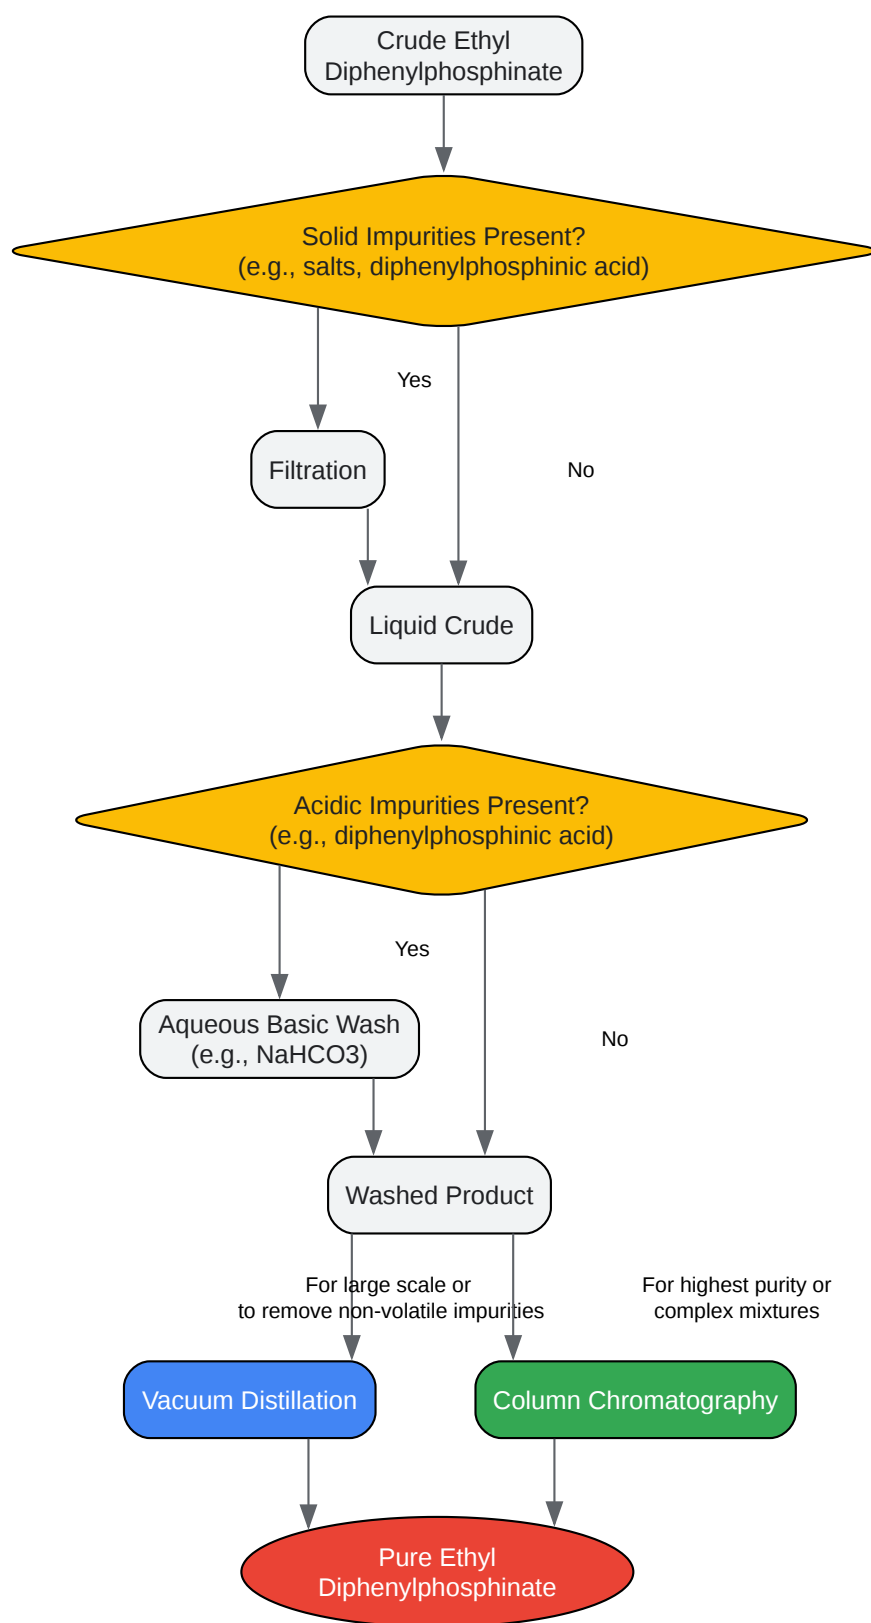 Crude Ethyl
Diphenylphosphinate
Solid Impurities Present?
(e.g., salts, diphenylphosphinic acid)
Yes
Filtration
No
Liquid Crude
Acidic Impurities Present?
(e.g., diphenylphosphinic acid)
Yes
Aqueous Basic Wash
(e.g., NaHCO3)
No
Washed Product
For large scale or
to remove non-volatile impurities
For highest purity or
complex mixtures
Vacuum Distillation
Column Chromatography
Pure Ethyl
Diphenylphosphinate